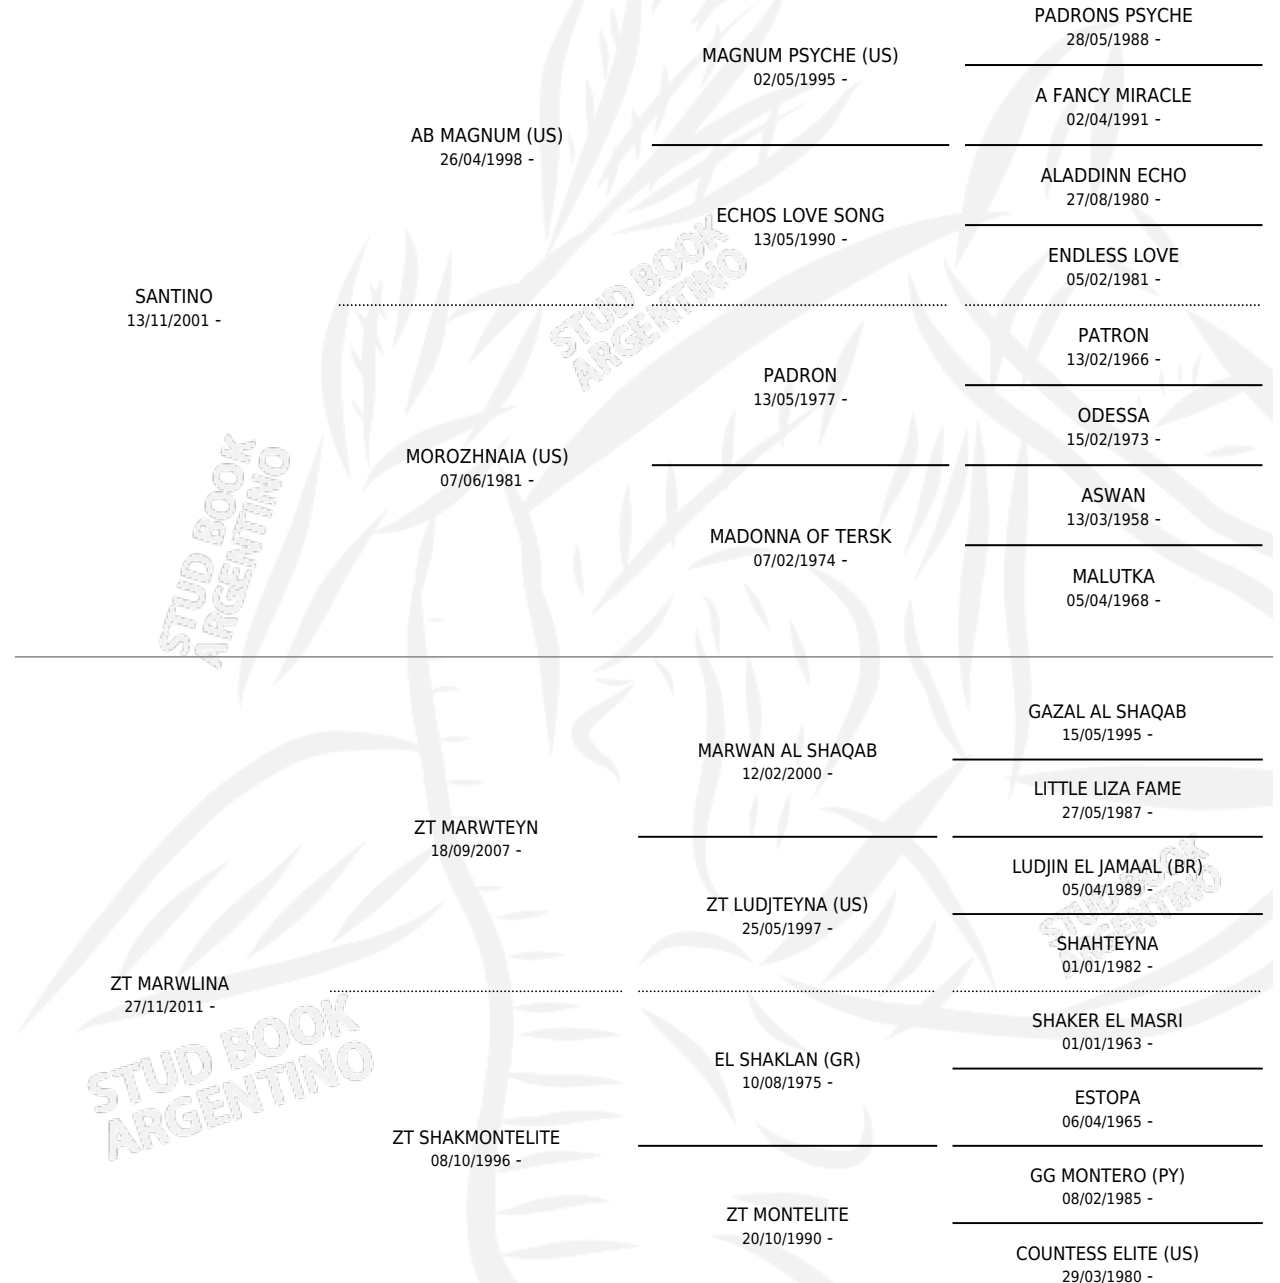 PADRONS PSYCHE
28/05/1988 -
MAGNUM PSYCHE (US)
02/05/1995 -
A FANCY MIRACLE
02/04/1991 -
AB MAGNUM (US)
26/04/1998 -
ALADDINN ECHO
27/08/1980 -
ECHOS LOVE SONG
13/05/1990 -
ENDLESS LOVE
05/02/1981 -
SANTINO
13/11/2001 -
PATRON
13/02/1966 -
PADRON
13/05/1977 -
ODESSA
15/02/1973 -
MOROZHNAIA (US)
07/06/1981 -
ASWAN
13/03/1958 -
MADONNA OF TERSK
07/02/1974 -
MALUTKA
05/04/1968 -
STUD BOOK
ARGENTINO
STUD BOOK
ARGENTINO
GAZAL AL SHAQAB
15/05/1995 -
MARWAN AL SHAQAB
12/02/2000 -
LITTLE LIZA FAME
27/05/1987 -
ZT MARWTEYN
18/09/2007 -
LUDJIN EL JAMAAL (BR)
05/04/1989 -
ZT LUDJTEYNA (US)
25/05/1997 -
SHAHTEYNA
01/01/1982 -
STUD BOOK
ARGENTINO
ZT MARWLINA
27/11/2011 -
SHAKER EL MASRI
01/01/1963 -
EL SHAKLAN (GR)
10/08/1975 -
ESTOPA
06/04/1965 -
ZT SHAKMONTELITE
08/10/1996 -
GG MONTERO (PY)
08/02/1985 -
ZT MONTELITE
20/10/1990 -
COUNTESS ELITE (US)
29/03/1980 -
STUD BOOK
ARGENTINO